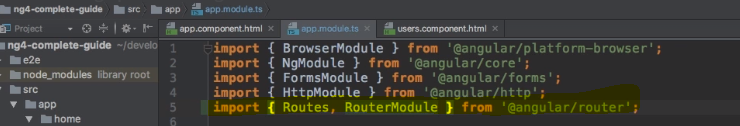 ng4-complete-guide src app app.module.ts
Project app.component.html app.module.ts users.component.html
ng4-complete-guide ~/develo
e2e
node_modules library root
src
app
home
1 import { BrowserModule } from '@angular/platform-browser';
2 import { NgModule } from '@angular/core';
3 import { FormsModule } from '@angular/forms';
4 import { HttpModule } from '@angular/http';
5 import { Routes, RouterModule } from '@angular/router';
6